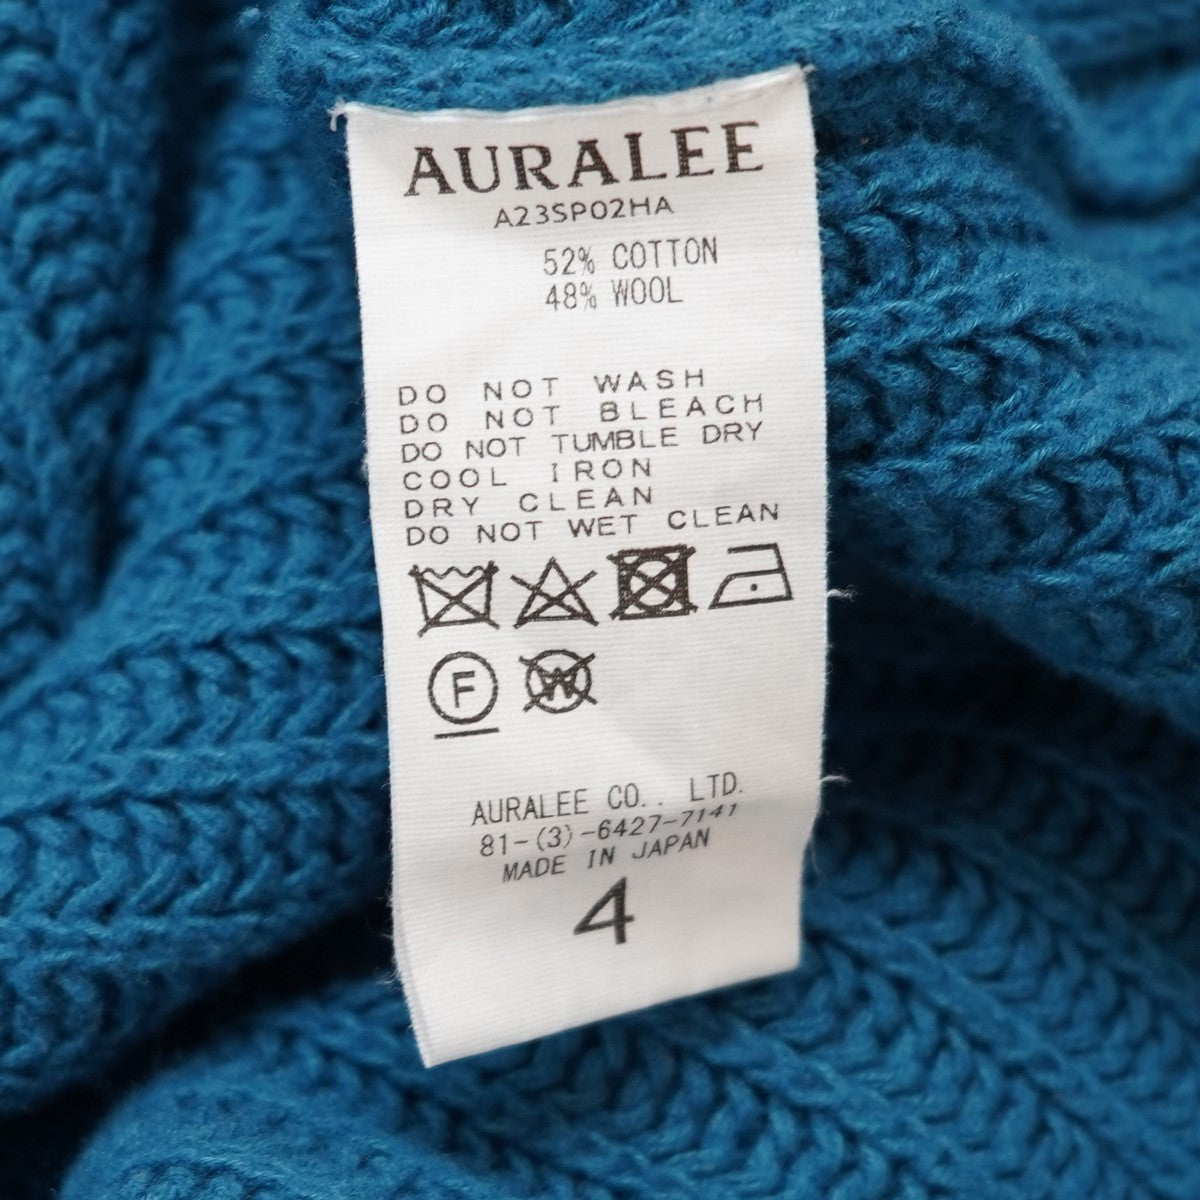 AURALEE
A23SP02HA
52% COTTON
48% WOOL
DO NOT WASH
DO NOT BLEACH
DO NOT TUMBLE DRY
COOL IRON
DRY CLEAN
DO NOT WET CLEAN
F W
AURALEE CO., LTD.
81-(3)-6427-7141
MADE IN JAPAN
4